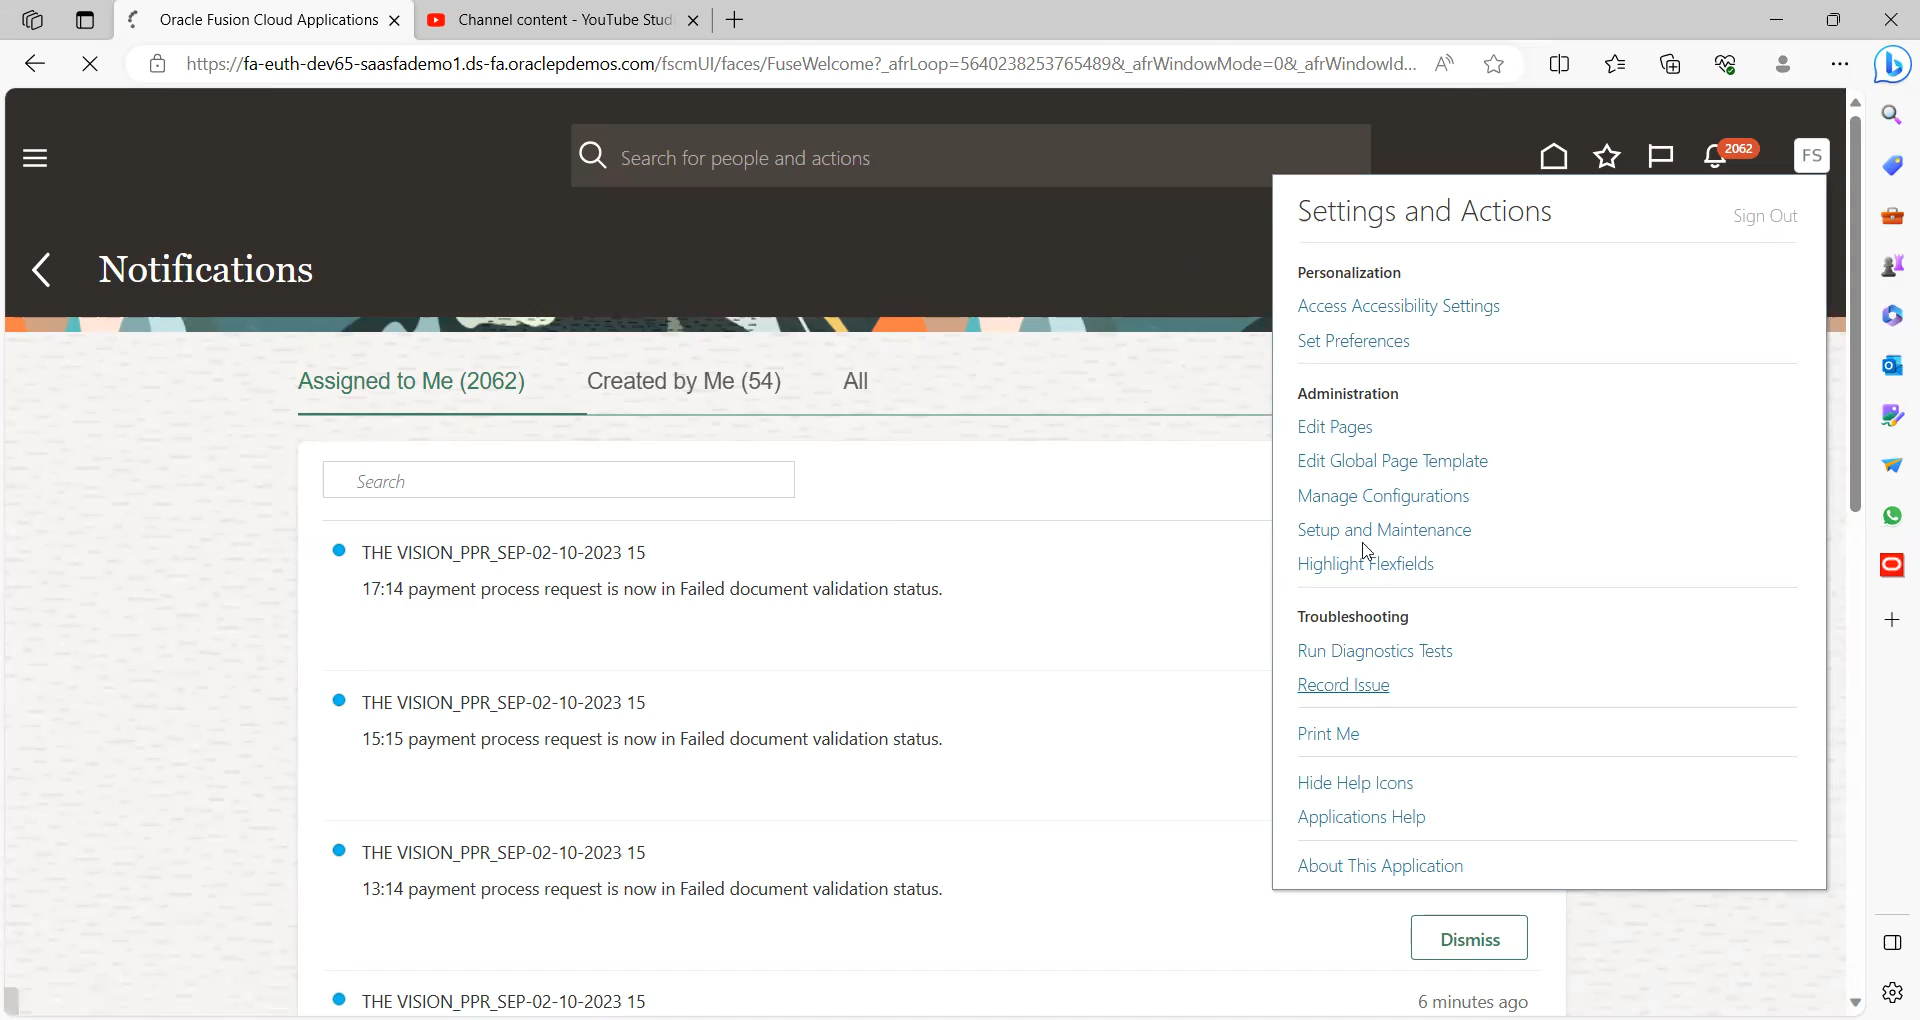 Oracle Fusion Cloud Applications
Channel content - YouTube Stud
https://fa-euth-dev65-saasfademo1.ds-fa.oraclepdemos.com/fscmUI/faces/FuseWelcome?_afrLoop=56402382537654898&_afrWindowMode=0&_afrWindowId...
Search for people and actions
2062
FS
Settings and Actions
Sign Out
Notifications
Personalization
Access Accessibility Settings
Set Preferences
Assigned to Me (2062)
Created by Me (54)
All
Administration
Edit Pages
Edit Global Page Template
Manage Configurations
Setup and Maintenance
Highlight Flexfields
Search
THE VISION_PPR_SEP-02-10-2023 15
17:14 payment process request is now in Failed document validation status.
Troubleshooting
Run Diagnostics Tests
Record Issue
THE VISION_PPR_SEP-02-10-2023 15
15:15 payment process request is now in Failed document validation status.
Print Me
Hide Help Icons
Applications Help
About This Application
THE VISION_PPR_SEP-02-10-2023 15
13:14 payment process request is now in Failed document validation status.
Dismiss
THE VISION_PPR_SEP-02-10-2023 15
6 minutes ago